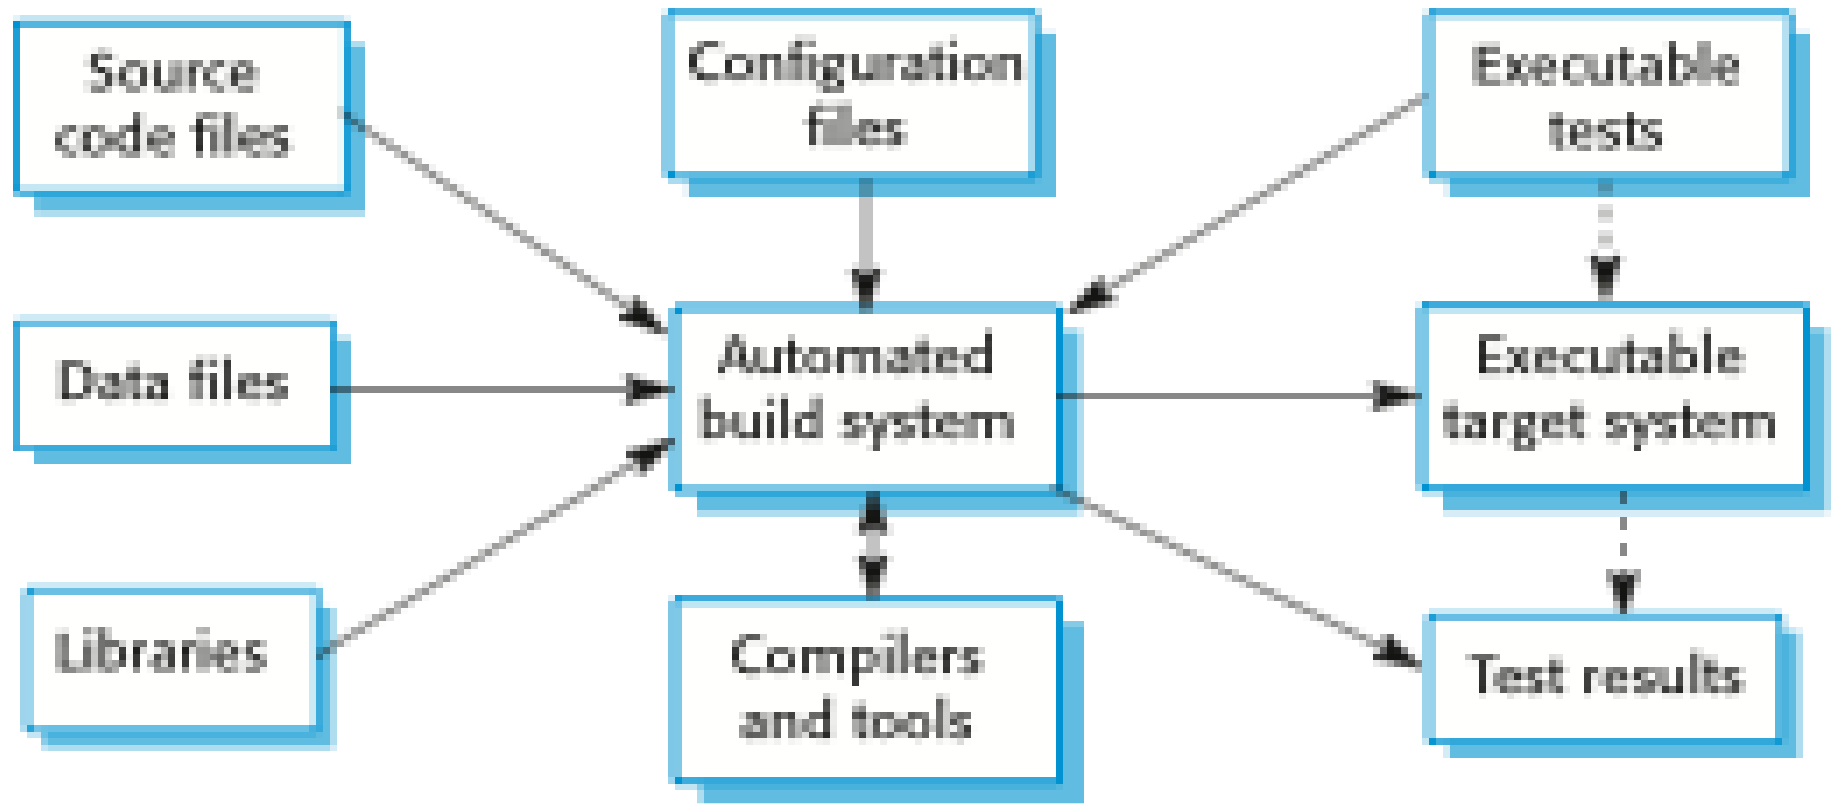 Source
code files
Configuration
files
Executable
tests
Data files
Automated
build system
Executable
target system
Libraries
Compilers
and tools
Test results